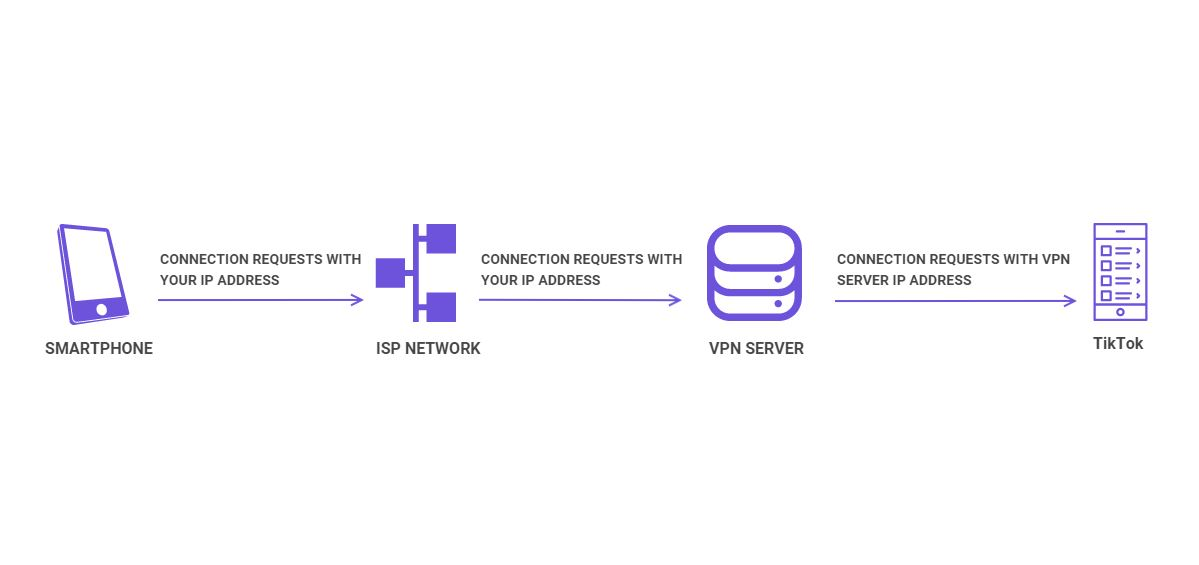 CONNECTION REQUESTS WITH
YOUR IP ADDRESS
CONNECTION REQUESTS WITH
YOUR IP ADDRESS
CONNECTION REQUESTS WITH VPN
SERVER IP ADDRESS
SMARTPHONE
ISP NETWORK
VPN SERVER
TikTok